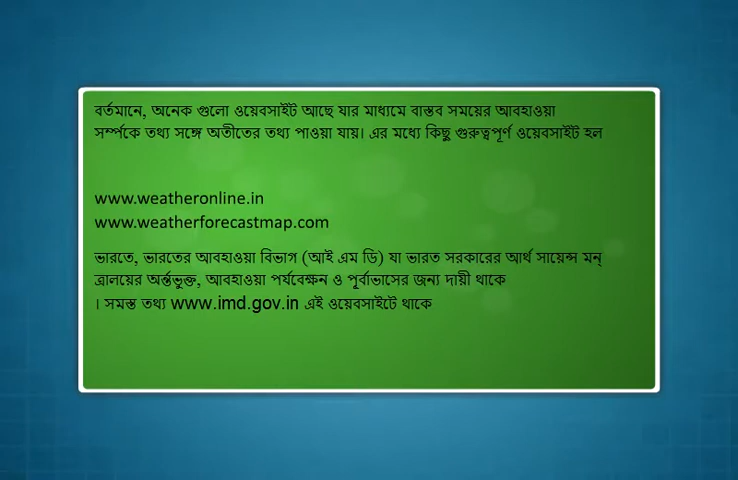 বর্তমানে, অনেক গুলো ওয়েবসাইট আছে যার মাধ্যমে বাস্তব সময়ের আবহাওয়া
সর্ম্পকে তথ্য সঙ্গে অতীতের তথ্য পাওয়া যায়। এর মধ্যে কিছু গুরুত্বপূর্ণ ওয়েবসাইট হল
www.weatheronline.in
www.weatherforecastmap.com
ভারতে, ভারতের আবহাওয়া বিভাগ (আই এম ডি) যা ভারত সরকারের আর্থ সায়েন্স মন্
ত্রালয়ের অর্ন্তভুক্ত, আবহাওয়া পর্যবেক্ষন ও পূর্বাভাসের জন্য দায়ী থাকে
। সমস্ত তথ্য www.imd.gov.in এই ওয়েবসাইটে থাকে